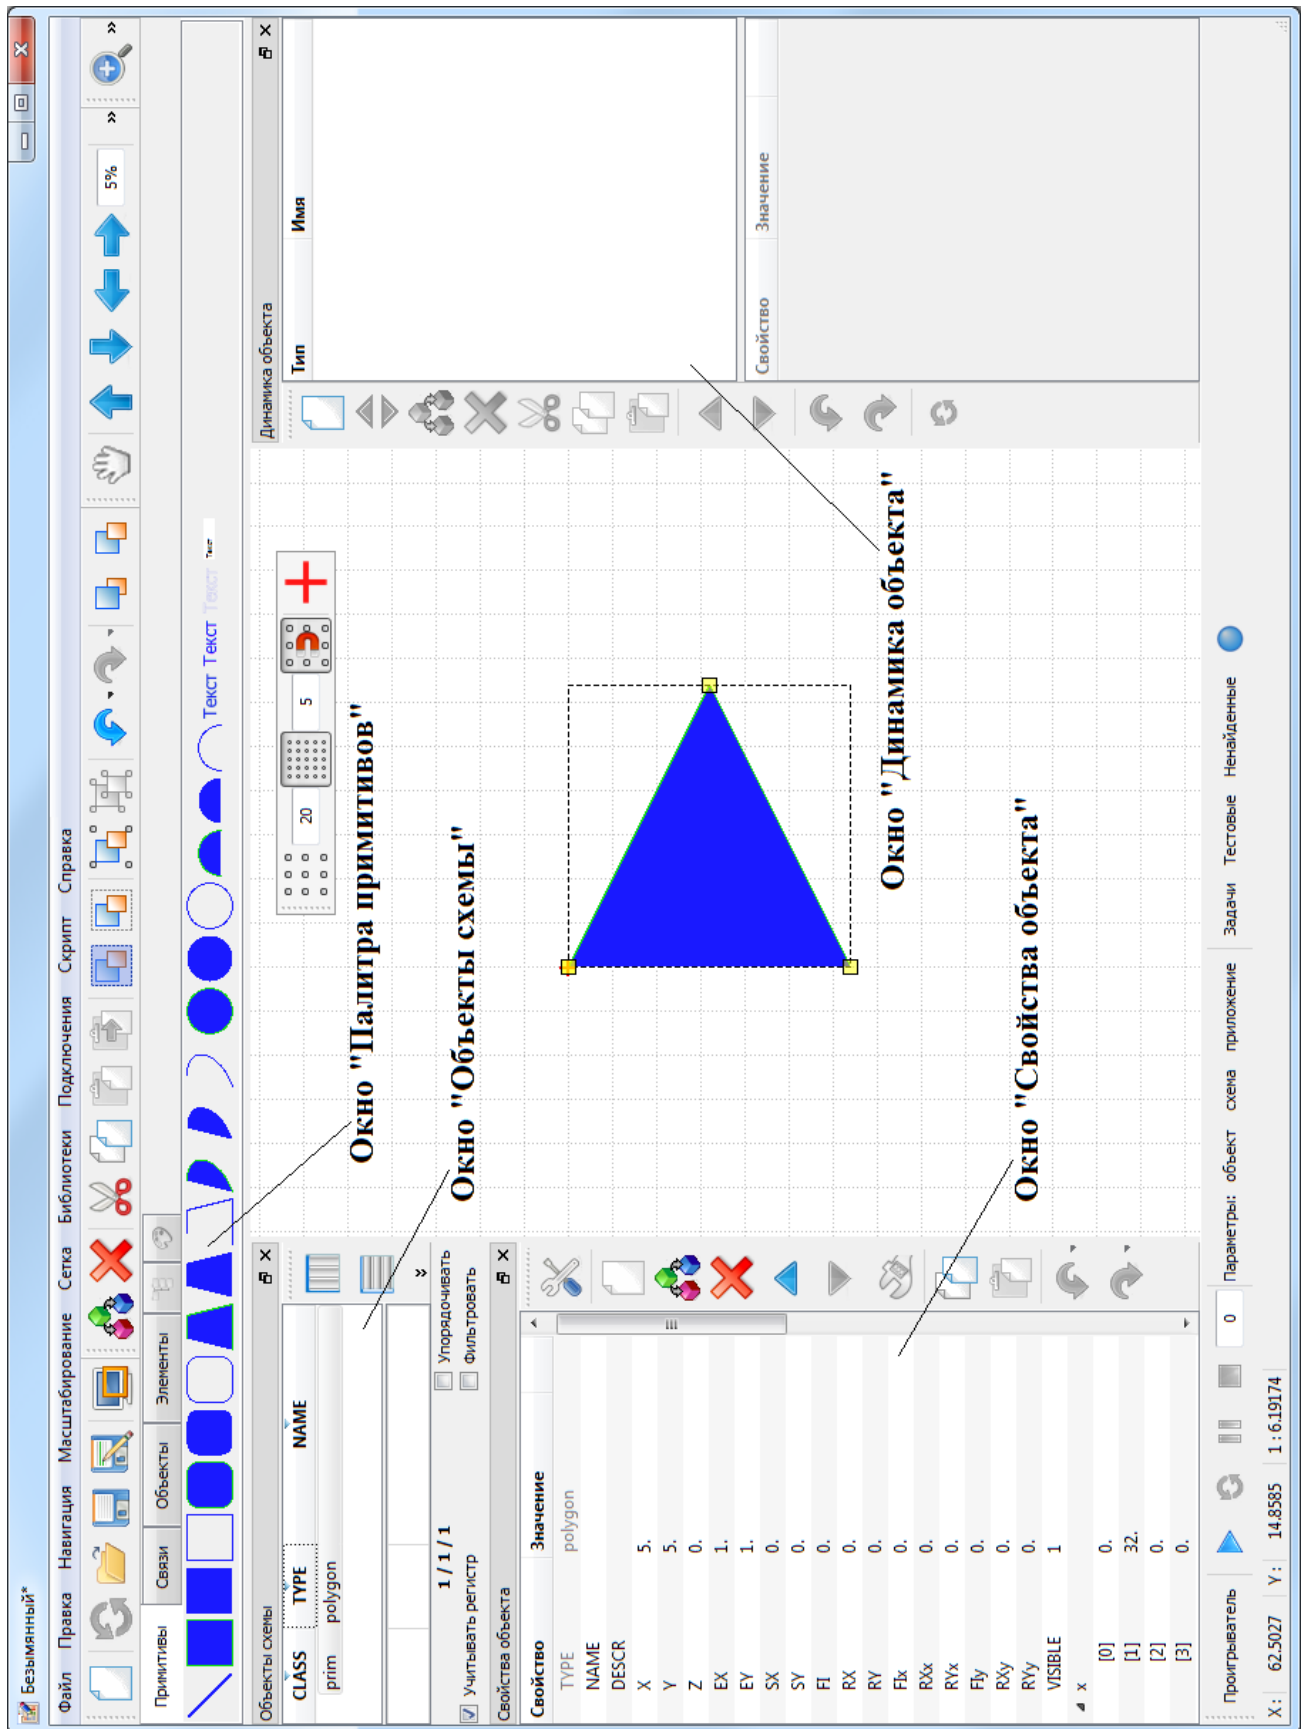 Безымянный*
Файл Правка Навигация Масштабирование Сетка Библиотеки Подключения Скрипт Справка
5% » »
Примитивы Связи Объекты Элементы
Текст Текст Текст Текст
Объекты схемы
CLASS TYPE NAME
prim polygon
»
1 / 1 / 1
Упорядочивать
Учитывать регистр Фильтровать
Свойства объекта
Свойство Значение
TYPE polygon
NAME
DESCR
X 5.
Y 5.
Z 0.
EX 1.
EY 1.
SX 0.
SY 0.
FI 0.
RX 0.
RY 0.
FIx 0.
RXx 0.
RYx 0.
FIy 0.
RXy 0.
RYy 0.
VISIBLE 1
x
[0] 0.
[1] 32.
[2] 0.
[3] 0.
20 5
Окно "Палитра примитивов"
Окно "Объекты схемы"
Окно "Динамика объекта"
Окно "Свойства объекта"
Динамика объекта
Тип Имя
Свойство Значение
Проигрыватель 0 Параметры: объект схема приложение Задачи Тестовые Ненайденные
X: 62.5027 Y: 14.8585 1 : 6.19174